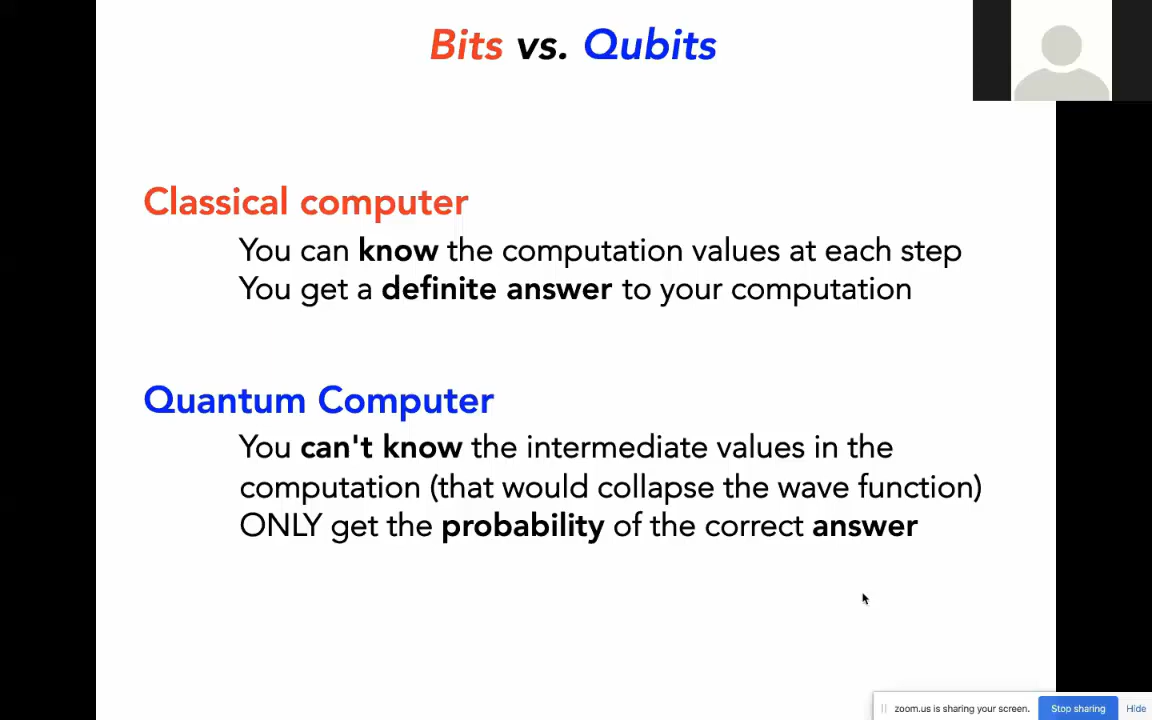 Bits vs. Qubits
Classical computer
You can know the computation values at each step
You get a definite answer to your computation
Quantum Computer
You can't know the intermediate values in the
computation (that would collapse the wave function)
ONLY get the probability of the correct answer
zoom.us is sharing your screen. Stop sharing Hide